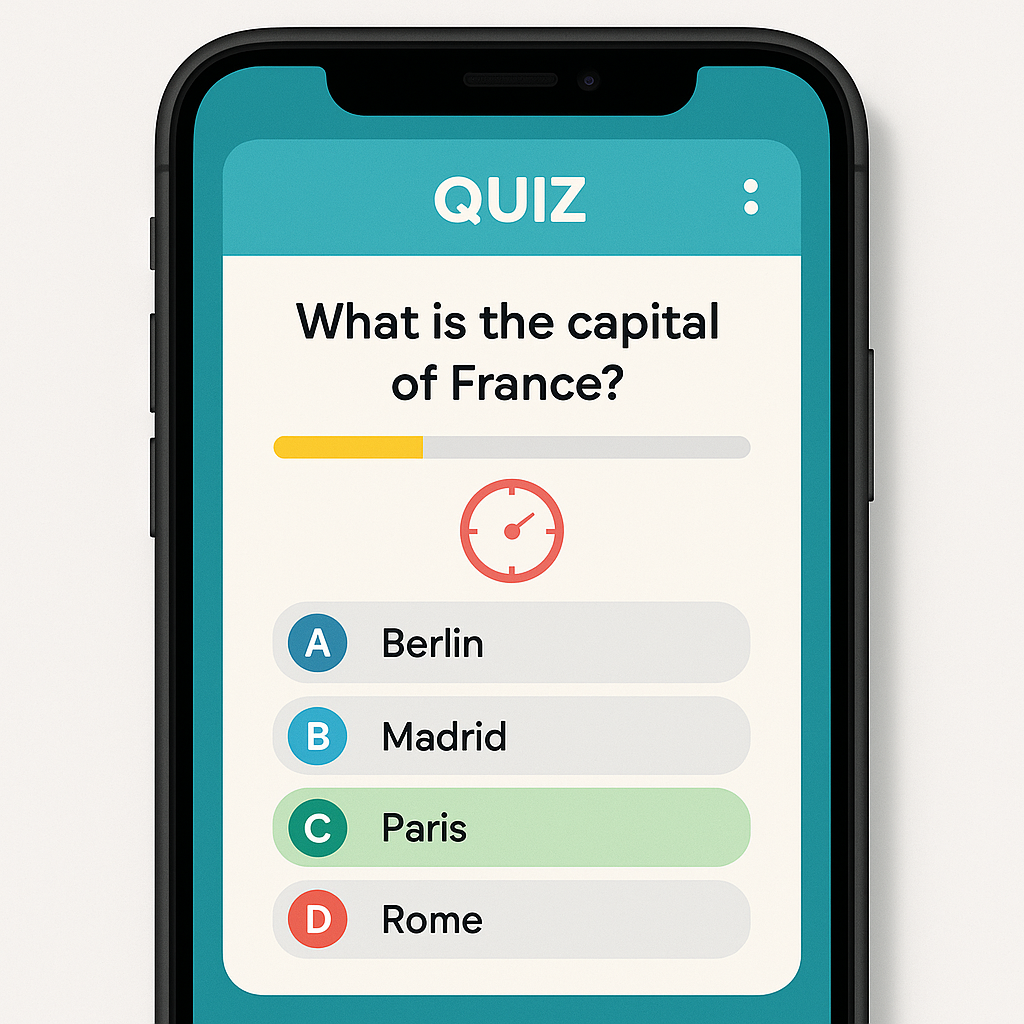 QUIZ
What is the capital
of France?
A Berlin
B Madrid
C Paris
D Rome